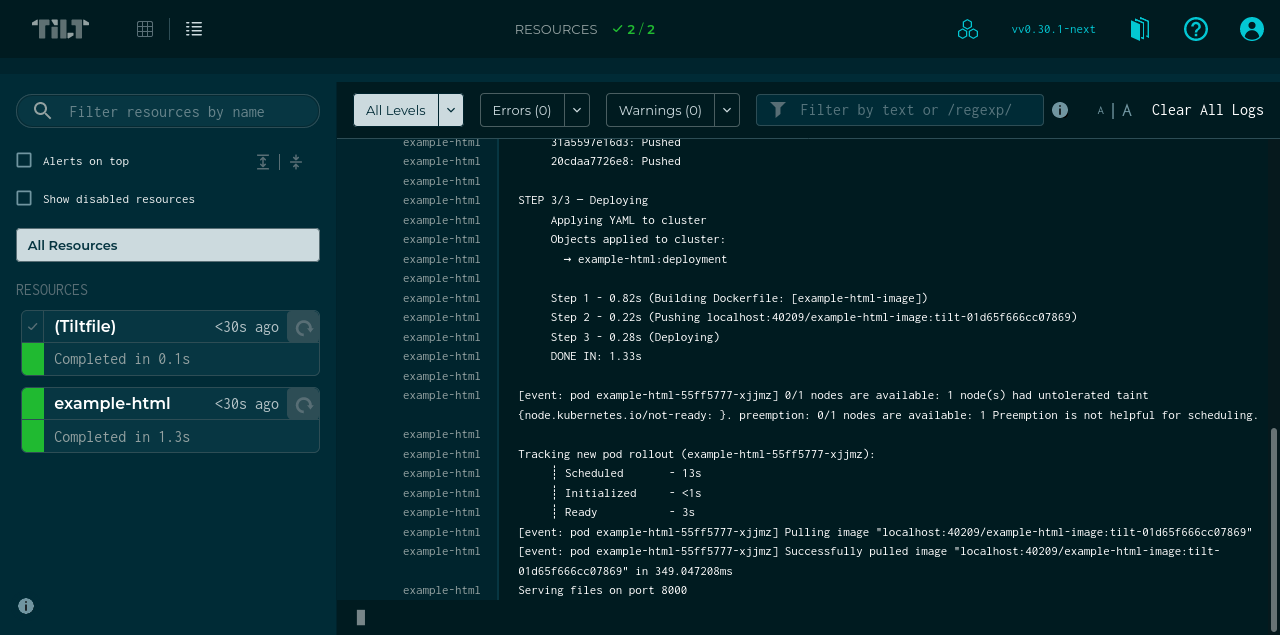 TILT
RESOURCES ✓ 2 / 2
vv0.30.1-next
Filter resources by name
Alerts on top
Show disabled resources
All Resources
RESOURCES
(Tiltfile) <30s ago
Completed in 0.1s
example-html <30s ago
Completed in 1.3s
All Levels Errors (0) Warnings (0) Filter by text or /regexp/ A | A Clear All Logs
example-html 31a5597e16d3: Pushed
example-html 20cdaa7726e8: Pushed
example-html
example-html STEP 3/3 — Deploying
example-html Applying YAML to cluster
example-html Objects applied to cluster:
example-html → example-html:deployment
example-html
example-html Step 1 - 0.82s (Building Dockerfile: [example-html-image])
example-html Step 2 - 0.22s (Pushing localhost:40209/example-html-image:tilt-01d65f666cc07869)
example-html Step 3 - 0.28s (Deploying)
example-html DONE IN: 1.33s
example-html
example-html [event: pod example-html-55ff5777-xjjmz] 0/1 nodes are available: 1 node(s) had untolerated taint
{node.kubernetes.io/not-ready: }. preemption: 0/1 nodes are available: 1 Preemption is not helpful for scheduling.
example-html
example-html Tracking new pod rollout (example-html-55ff5777-xjjmz):
example-html ┊ Scheduled - 13s
example-html ┊ Initialized - <1s
example-html ┊ Ready - 3s
example-html [event: pod example-html-55ff5777-xjjmz] Pulling image "localhost:40209/example-html-image:tilt-01d65f666cc07869"
example-html [event: pod example-html-55ff5777-xjjmz] Successfully pulled image "localhost:40209/example-html-image:tilt-
01d65f666cc07869" in 349.047208ms
example-html Serving files on port 8000